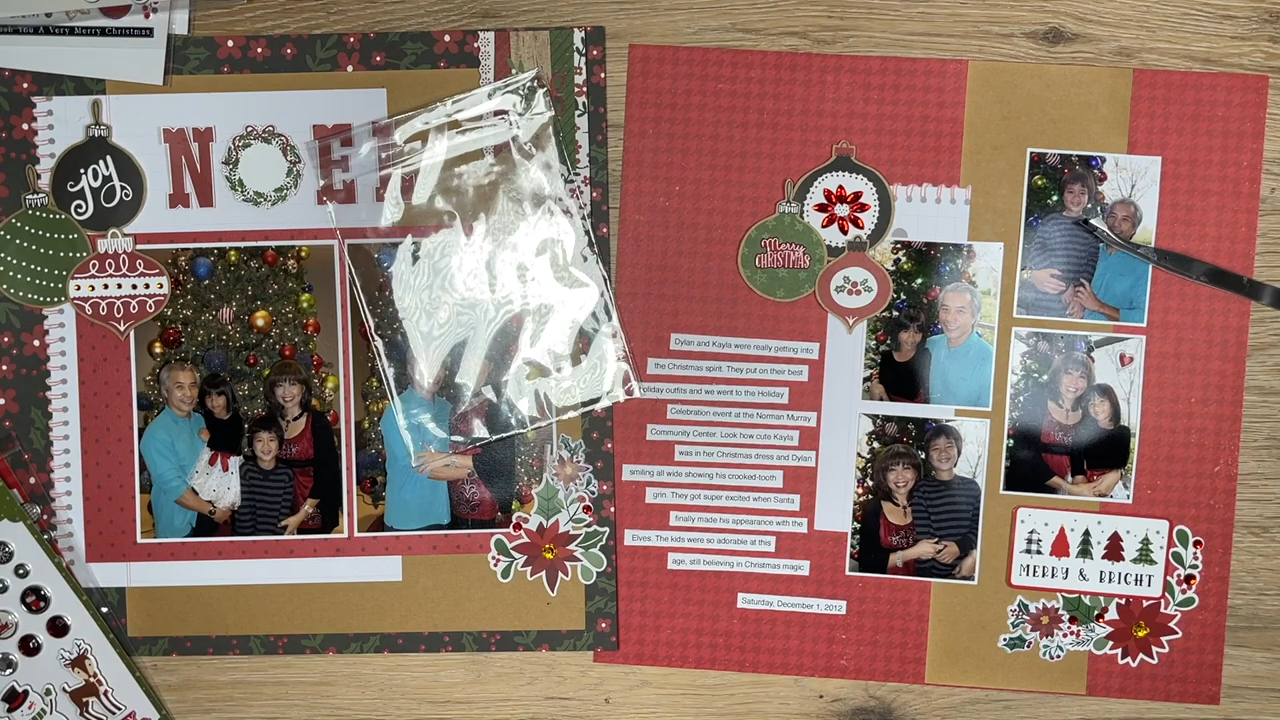 You A Very Merry Christmas
joy
NOEL
Merry
CHRISTMAS
Dylan and Kayla were really getting into
the Christmas spirit. They put on their best
holiday outfits and we went to the Holiday
Celebration event at the Norman Murray
Community Center. Look how cute Kayla
was in her Christmas dress and Dylan
smiling all wide showing his crooked-tooth
grin. They got super excited when Santa
finally made his appearance with the
Elves. The kids were so adorable at this
age, still believing in Christmas magic.
Saturday, December 1, 2012
MERRY & BRIGHT